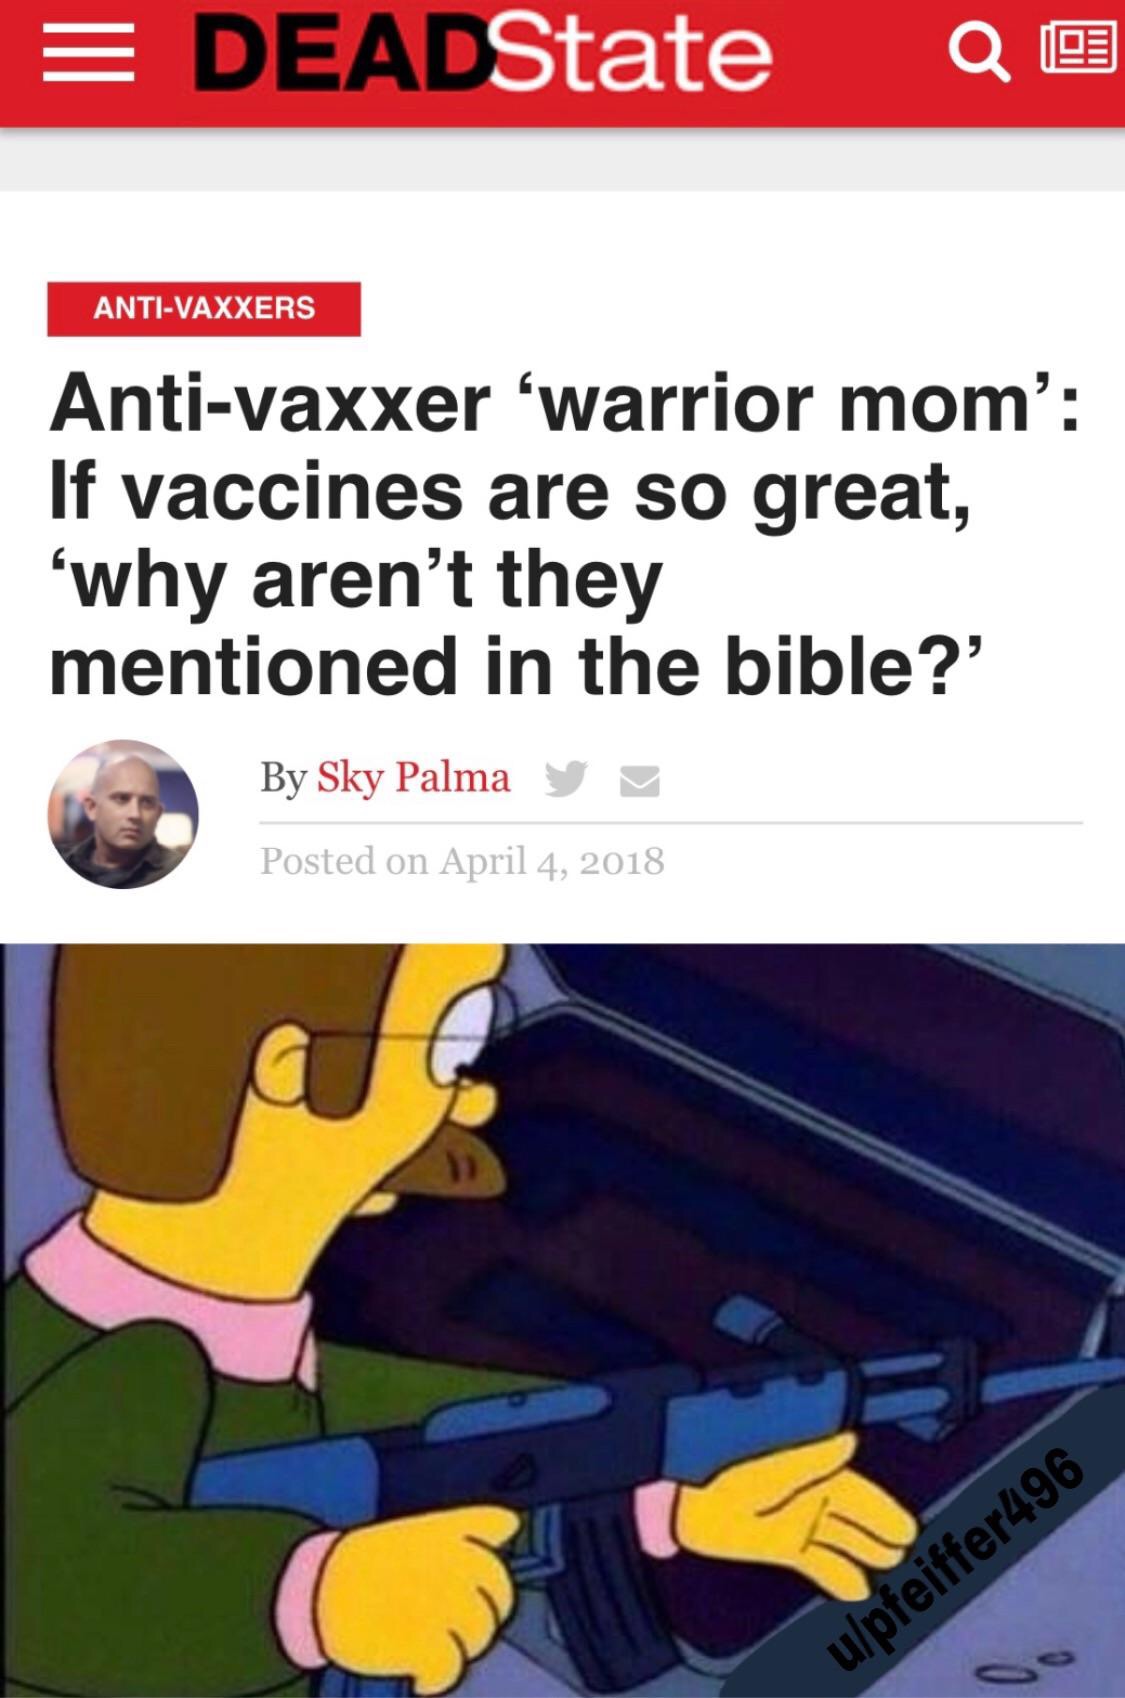 DEADState
ANTI-VAXXERS
Anti-vaxxer ‘warrior mom’:
If vaccines are so great,
‘why aren’t they
mentioned in the bible?’
By Sky Palma
Posted on April 4, 2018
u/pfeiffer496